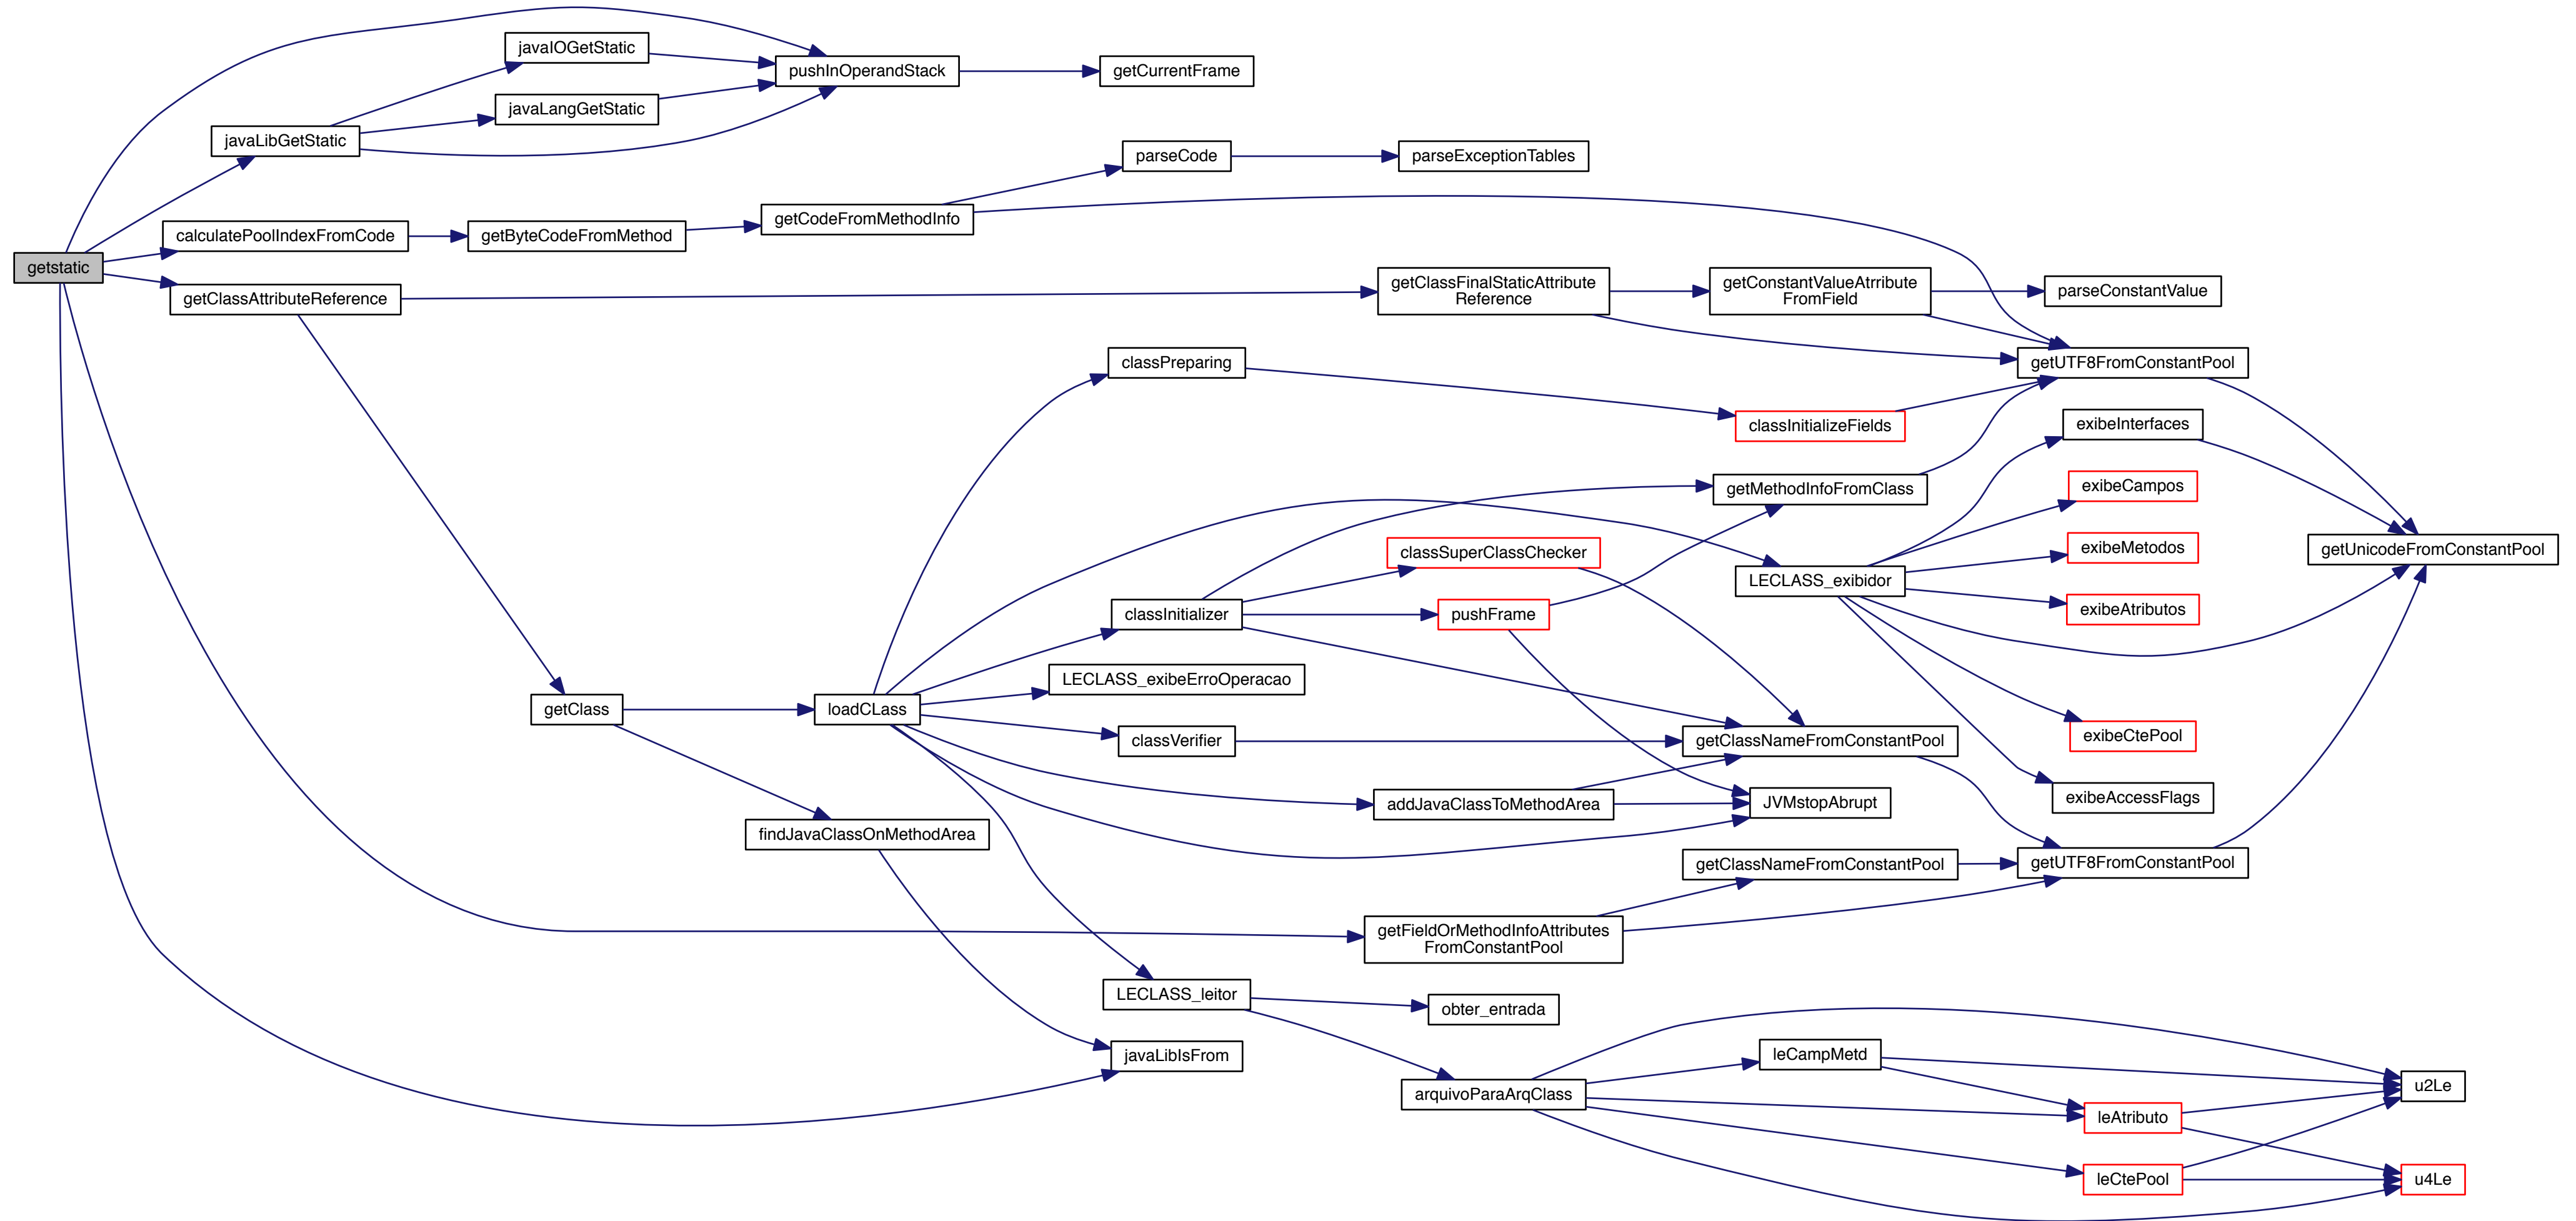 javaIOGetStatic
pushInOperandStack
getCurrentFrame
javaLangGetStatic
javaLibGetStatic
parseCode
parseExceptionTables
getCodeFromMethodInfo
calculatePoolIndexFromCode
getByteCodeFromMethod
getstatic
getClassAttributeReference
getClassFinalStaticAttribute
Reference
getConstantValueAtrribute
FromField
parseConstantValue
classPreparing
getUTF8FromConstantPool
classInitializeFields
exibeInterfaces
getMethodInfoFromClass
exibeCampos
classSuperClassChecker
exibeMetodos
getUnicodeFromConstantPool
LECLASS_exibidor
classInitializer
pushFrame
exibeAtributos
LECLASS_exibeErroOperacao
getClass
loadCLass
classVerifier
getClassNameFromConstantPool
exibeCtePool
addJavaClassToMethodArea
JVMstopAbrupt
exibeAccessFlags
findJavaClassOnMethodArea
getClassNameFromConstantPool
getUTF8FromConstantPool
getFieldOrMethodInfoAttributes
FromConstantPool
LECLASS_leitor
obter_entrada
javaLibIsFrom
leCampMetd
arquivoParaArqClass
u2Le
leAtributo
leCtePool
u4Le